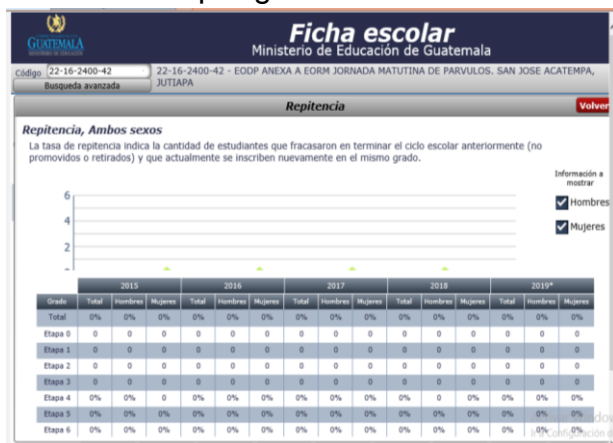 GUATEMALA
MINISTERIO DE EDUCACIÓN
Ficha escolar
Ministerio de Educación de Guatemala
Código 22-16-2400-42
22-16-2400-42 - EODP ANEXA A EORM JORNADA MATUTINA DE PARVULOS. SAN JOSE ACATEMPA, JUTIAPA
Busqueda avanzada
Repitencia
Volver
Repitencia, Ambos sexos
La tasa de repitencia indica la cantidad de estudiantes que fracasaron en terminar el ciclo escolar anteriormente (no
promovidos o retirados) y que actualmente se inscriben nuevamente en el mismo grado.
Información a
mostrar
Hombres
Mujeres
6
4
2
2015 2016 2017 2018 2019*
Grado Total Hombres Mujeres Total Hombres Mujeres Total Hombres Mujeres Total Hombres Mujeres Total Hombres Mujeres
Total 0% 0% 0% 0% 0% 0% 0% 0% 0% 0% 0% 0% 0% 0% 0%
Etapa 0 0 0 0 0 0 0 0 0 0 0 0 0 0 0 0
Etapa 1 0 0 0 0 0 0 0 0 0 0 0 0 0 0 0
Etapa 2 0 0 0 0 0 0 0 0 0 0 0 0 0 0 0
Etapa 3 0 0 0 0 0 0 0 0 0 0 0 0 0 0 0
Etapa 4 0% 0% 0 0% 0% 0% 0% 0% 0% 0% 0 0% 0% 0% 0%
Etapa 5 0% 0% 0% 0% 0% 0% 0% 0% 0% 0% 0% 0% 0% 0% 0%
Etapa 6 0% 0% 0% 0% 0% 0% 0% 0% 0% 0% 0% 0% 0% 0% 0%